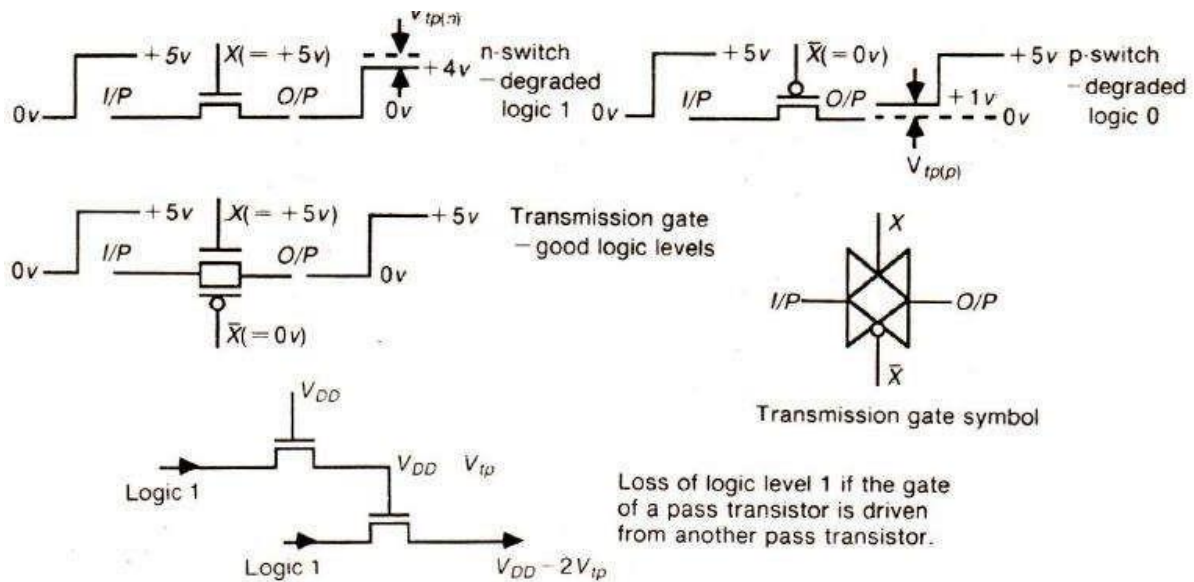 V tp(n)
+5v
X(=+5v)
+4v
n-switch
– degraded
logic 1
0v
I/P
O/P
0v
+5v
X̄(=0v)
+5v
p-switch
– degraded
logic 0
0v
I/P
O/P
+1v
0v
V tp(p)
+5v
X(=+5v)
+5v
Transmission gate
– good logic levels
0v
I/P
O/P
0v
X̄(=0v)
X
I/P
O/P
X̄
Transmission gate symbol
V DD
Logic 1
V DD V tp
Logic 1
V DD – 2V tp
Loss of logic level 1 if the gate
of a pass transistor is driven
from another pass transistor.